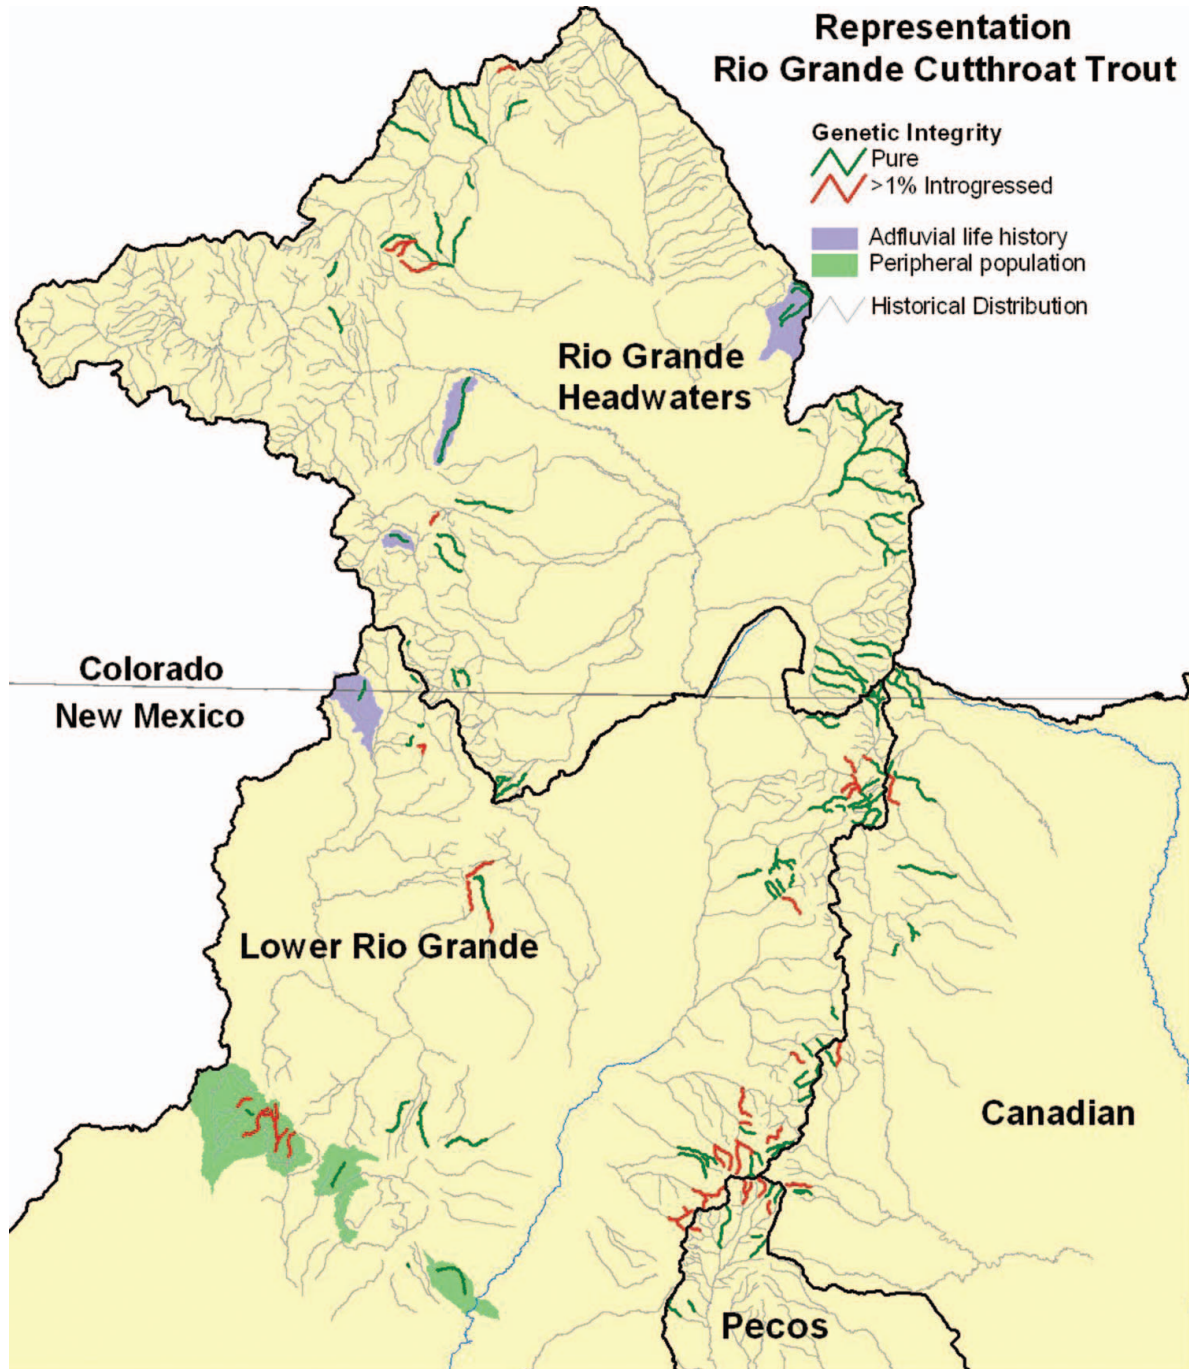 Representation
Rio Grande Cutthroat Trout
Genetic Integrity
Pure
>1% Introgressed
Adfluvial life history
Peripheral population
Historical Distribution
Rio Grande
Headwaters
Colorado
New Mexico
Lower Rio Grande
Canadian
Pecos